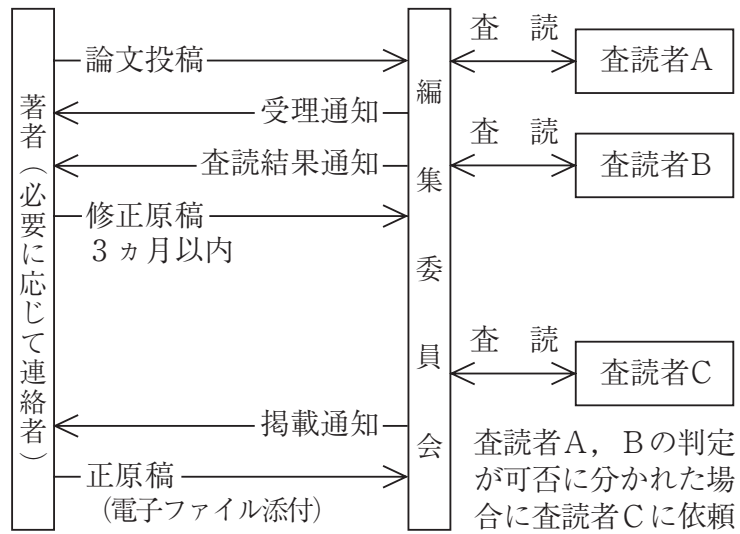 著者（必要に応じて連絡者）
論文投稿
受理通知
査読結果通知
修正原稿
３ヵ月以内
掲載通知
正原稿
（電子ファイル添付）
編集委員会
査　読
査読者Ａ
査　読
査読者Ｂ
査　読
査読者Ｃ
査読者Ａ，Ｂの判定
が可否に分かれた場
合に査読者Ｃに依頼